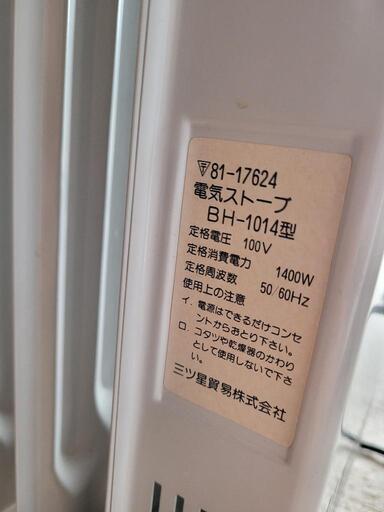 〒81-17624
電気ストーブ
BH-1014型
定格電圧 100V
定格消費電力 1400W
定格周波数 50/60Hz
使用上の注意
イ. 電源はできるだけコンセ
ントからおとり下さい。
ロ. コタツや乾燥器のかわり
として使用しないで下さ
い。
三ツ星貿易株式会社